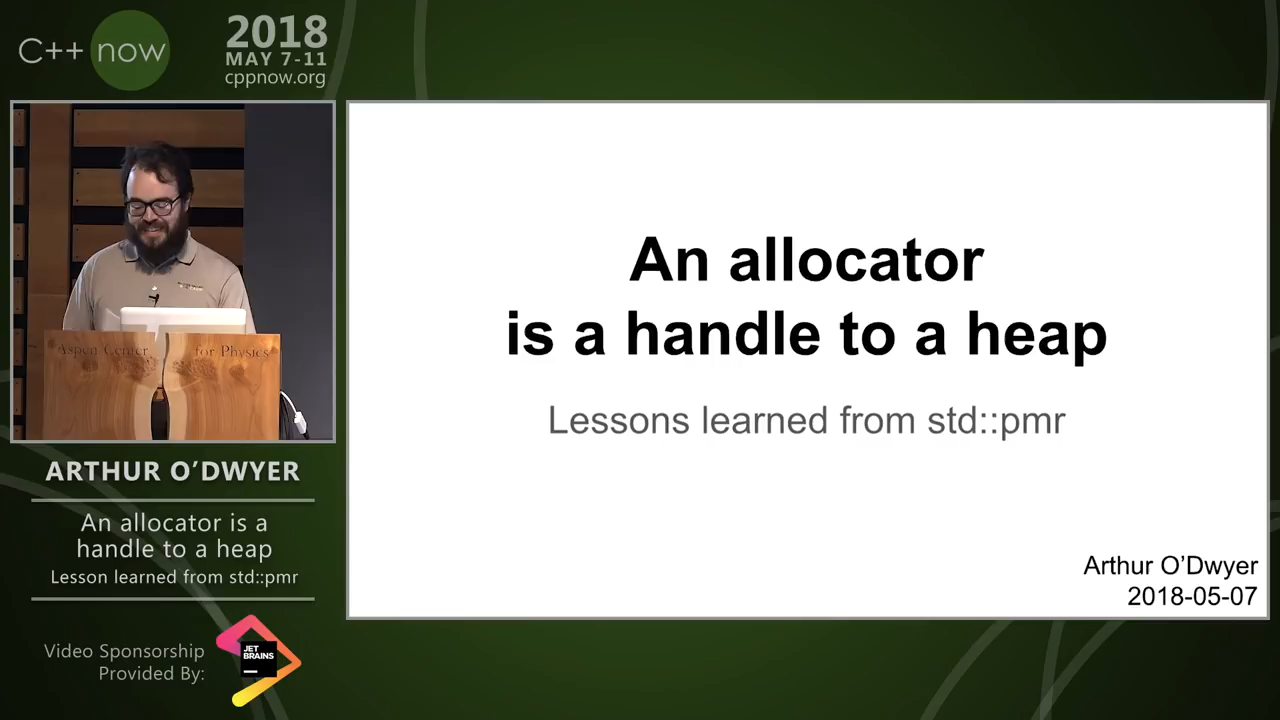 C++ now
2018
MAY 7-11
cppnow.org
Aspen Center for Physics
ARTHUR O'DWYER
An allocator is a
handle to a heap
Lesson learned from std::pmr
Video Sponsorship
Provided By:
JET
BRAINS
An allocator
is a handle to a heap
Lessons learned from std::pmr
Arthur O'Dwyer
2018-05-07